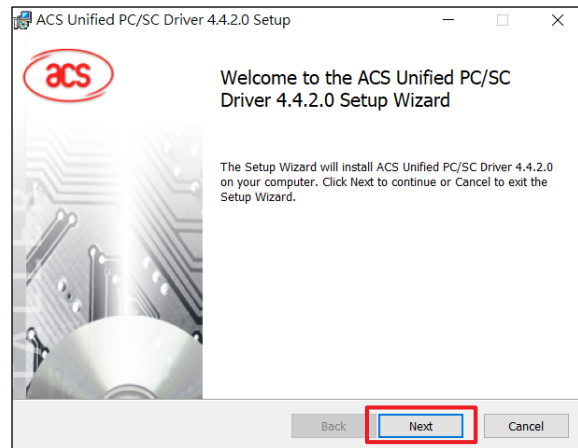 ACS Unified PC/SC Driver 4.4.2.0 Setup
acs
Welcome to the ACS Unified PC/SC
Driver 4.4.2.0 Setup Wizard
The Setup Wizard will install ACS Unified PC/SC Driver 4.4.2.0
on your computer. Click Next to continue or Cancel to exit the
Setup Wizard.
Back
Next
Cancel